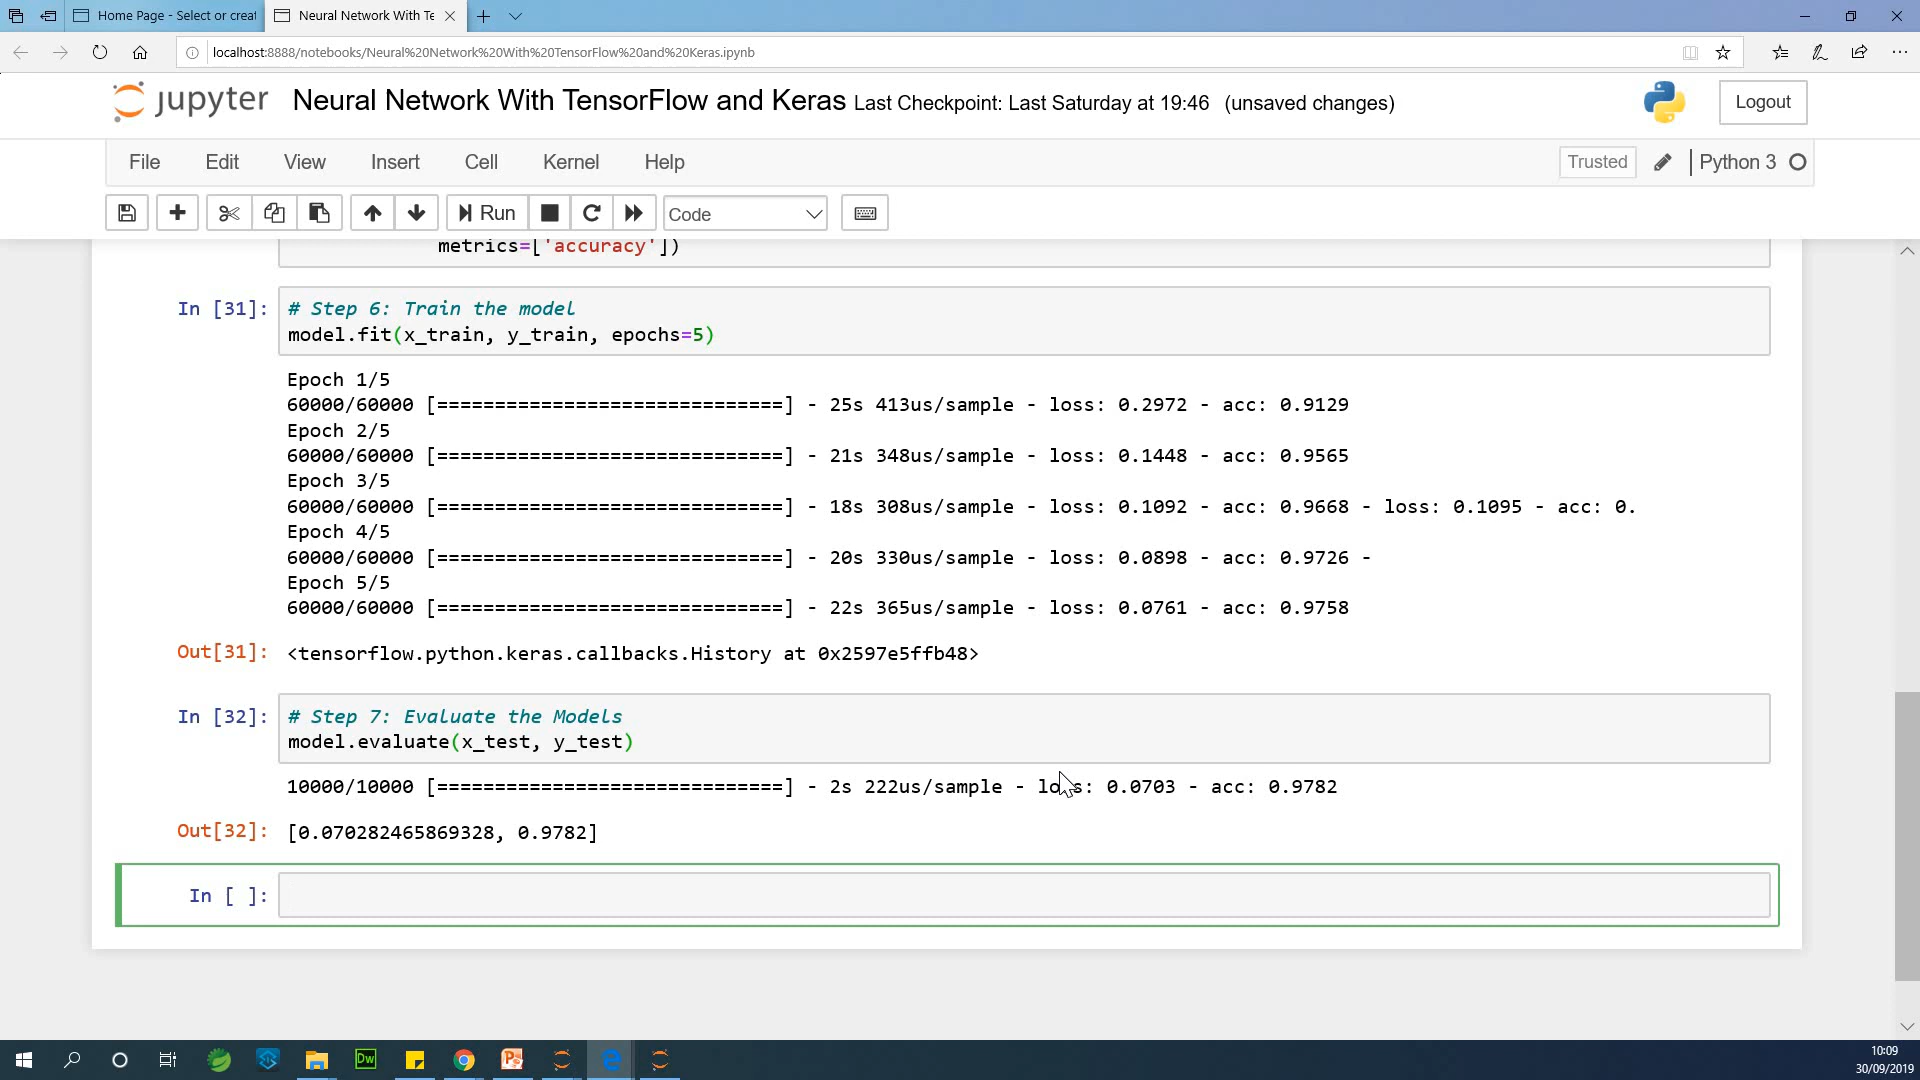 Home Page - Select or creat
Neural Network With Te
localhost:8888/notebooks/Neural%20Network%20With%20TensorFlow%20and%20Keras.ipynb
jupyter Neural Network With TensorFlow and Keras Last Checkpoint: Last Saturday at 19:46 (unsaved changes)
Logout
File Edit View Insert Cell Kernel Help
Trusted Python 3
Run Code
metrics=['accuracy'])
In [31]: # Step 6: Train the model
model.fit(x_train, y_train, epochs=5)
Epoch 1/5
60000/60000 [==============================] - 25s 413us/sample - loss: 0.2972 - acc: 0.9129
Epoch 2/5
60000/60000 [==============================] - 21s 348us/sample - loss: 0.1448 - acc: 0.9565
Epoch 3/5
60000/60000 [==============================] - 18s 308us/sample - loss: 0.1092 - acc: 0.9668 - loss: 0.1095 - acc: 0.
Epoch 4/5
60000/60000 [==============================] - 20s 330us/sample - loss: 0.0898 - acc: 0.9726 -
Epoch 5/5
60000/60000 [==============================] - 22s 365us/sample - loss: 0.0761 - acc: 0.9758
Out[31]: <tensorflow.python.keras.callbacks.History at 0x2597e5ffb48>
In [32]: # Step 7: Evaluate the Models
model.evaluate(x_test, y_test)
10000/10000 [==============================] - 2s 222us/sample - loss: 0.0703 - acc: 0.9782
Out[32]: [0.070282465869328, 0.9782]
In [ ]:
Dw
10:09
30/09/2019